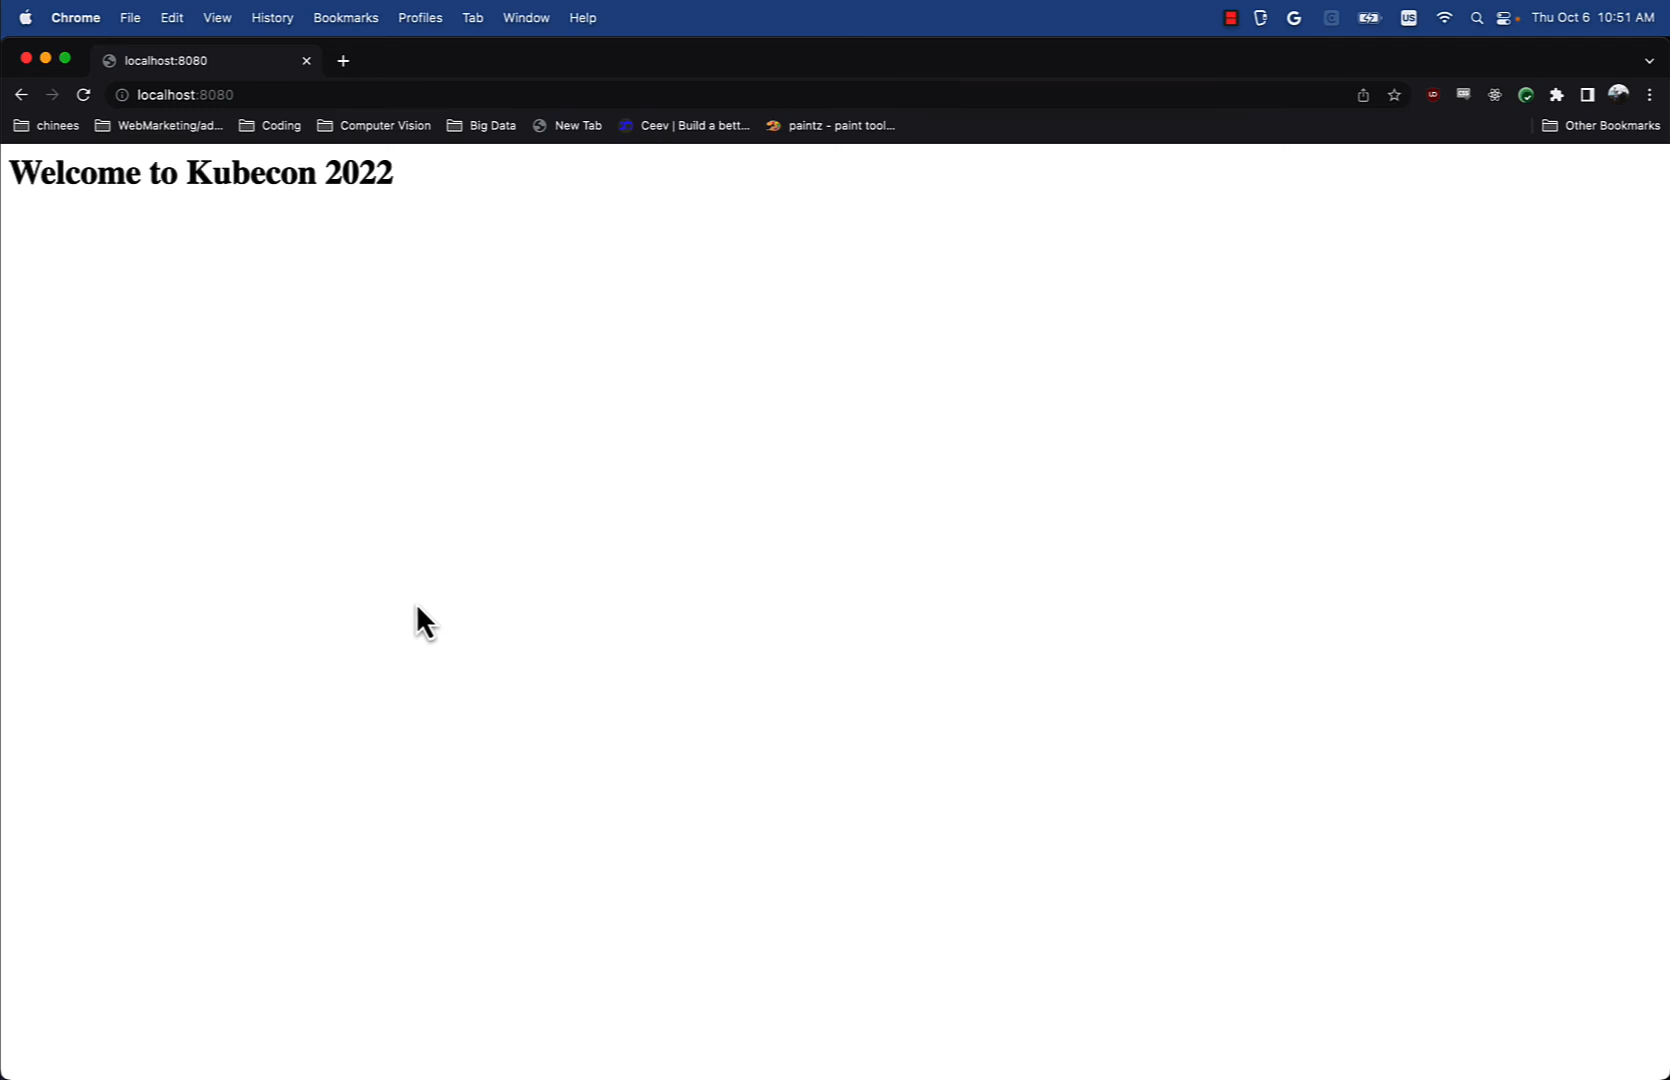 Chrome File Edit View History Bookmarks Profiles Tab Window Help G US Thu Oct 6 10:51 AM
localhost:8080
localhost:8080
chinees WebMarketing/ad... Coding Computer Vision Big Data New Tab Ceev | Build a bett... paintz - paint tool... Other Bookmarks
Welcome to Kubecon 2022